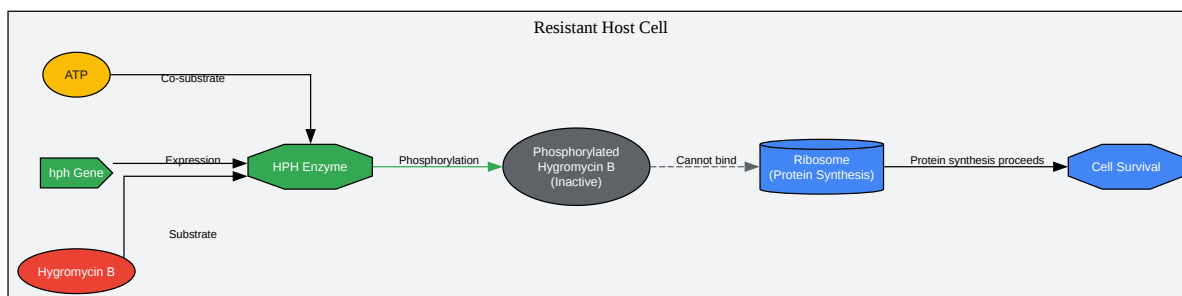 Resistant Host Cell
ATP
Co-substrate
hph Gene
Expression
HPH Enzyme
Phosphorylation
Phosphorylated
Hygromycin B
(Inactive)
Cannot bind
Ribosome
(Protein Synthesis)
Protein synthesis proceeds
Cell Survival
Substrate
Hygromycin B